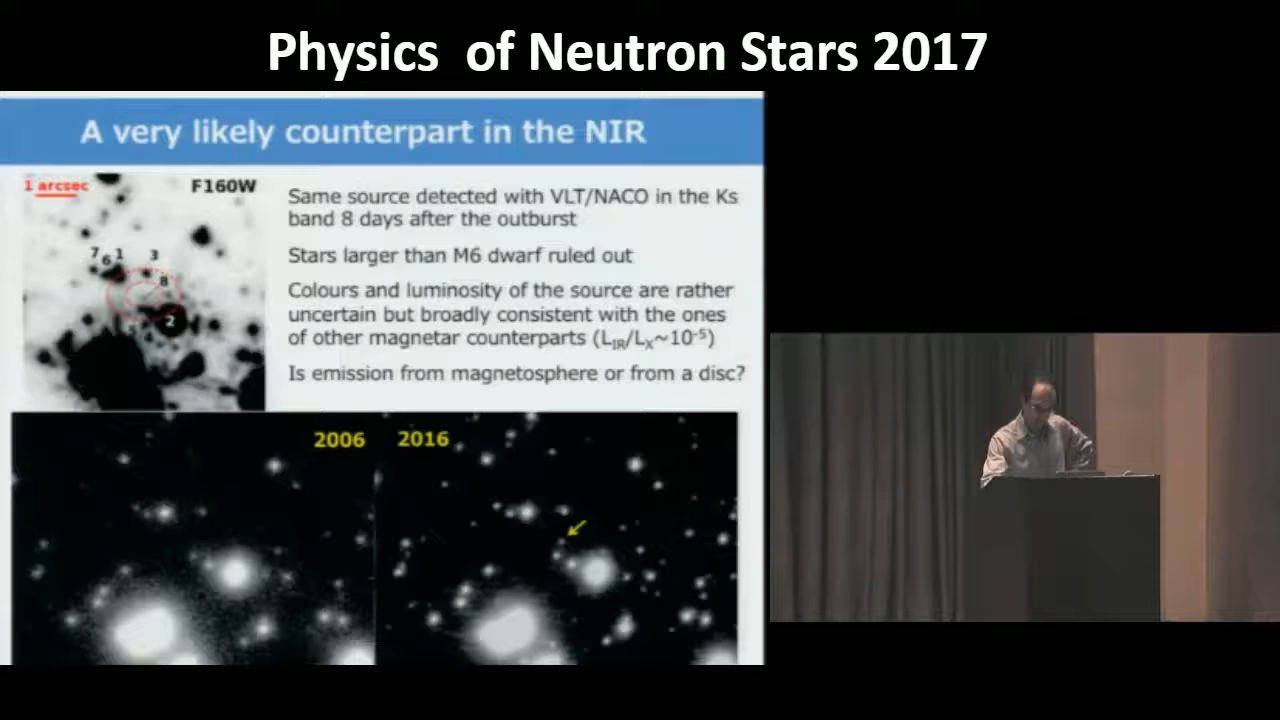 Physics of Neutron Stars 2017
A very likely counterpart in the NIR
1 arcsec
F160W
7 6 1 3
8
2
Same source detected with VLT/NACO in the Ks
band 8 days after the outburst
Stars larger than M6 dwarf ruled out
Colours and luminosity of the source are rather
uncertain but broadly consistent with the ones
of other magnetar counterparts (L_IR/L_X~10^-5)
Is emission from magnetosphere or from a disc?
2006
2016